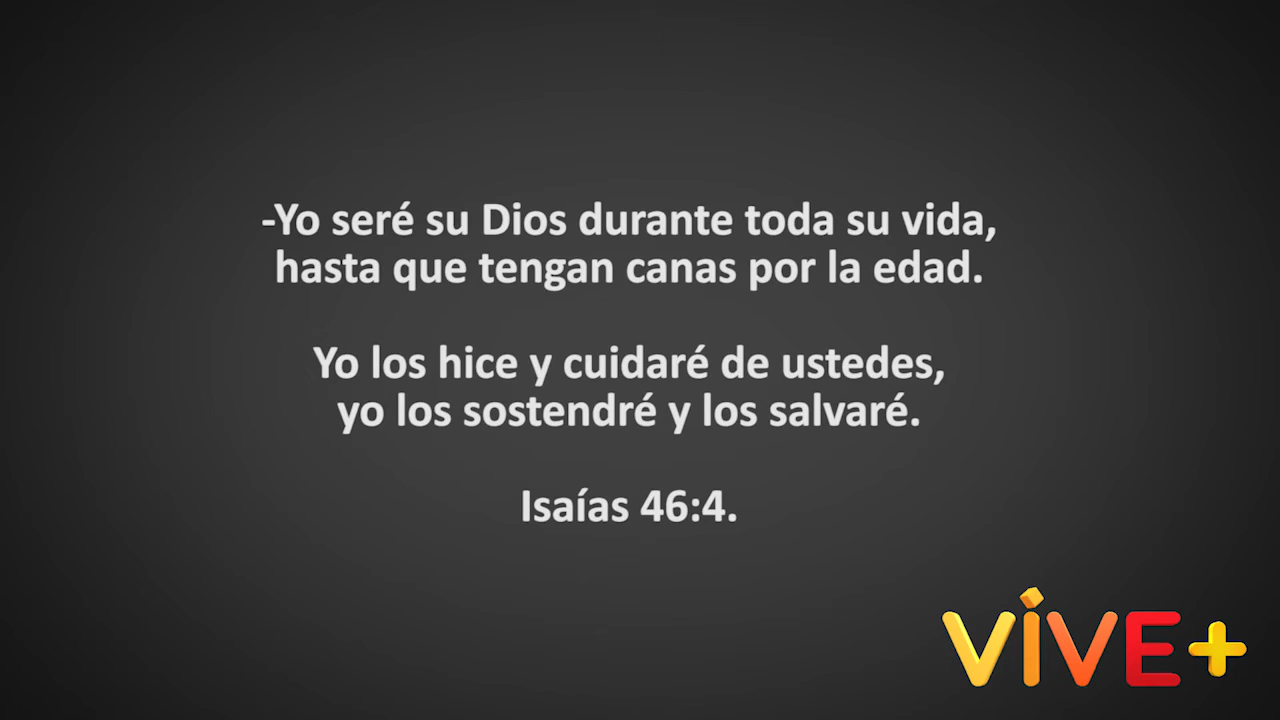 -Yo seré su Dios durante toda su vida,
hasta que tengan canas por la edad.
Yo los hice y cuidaré de ustedes,
yo los sostendré y los salvaré.
Isaías 46:4.
VIVE+